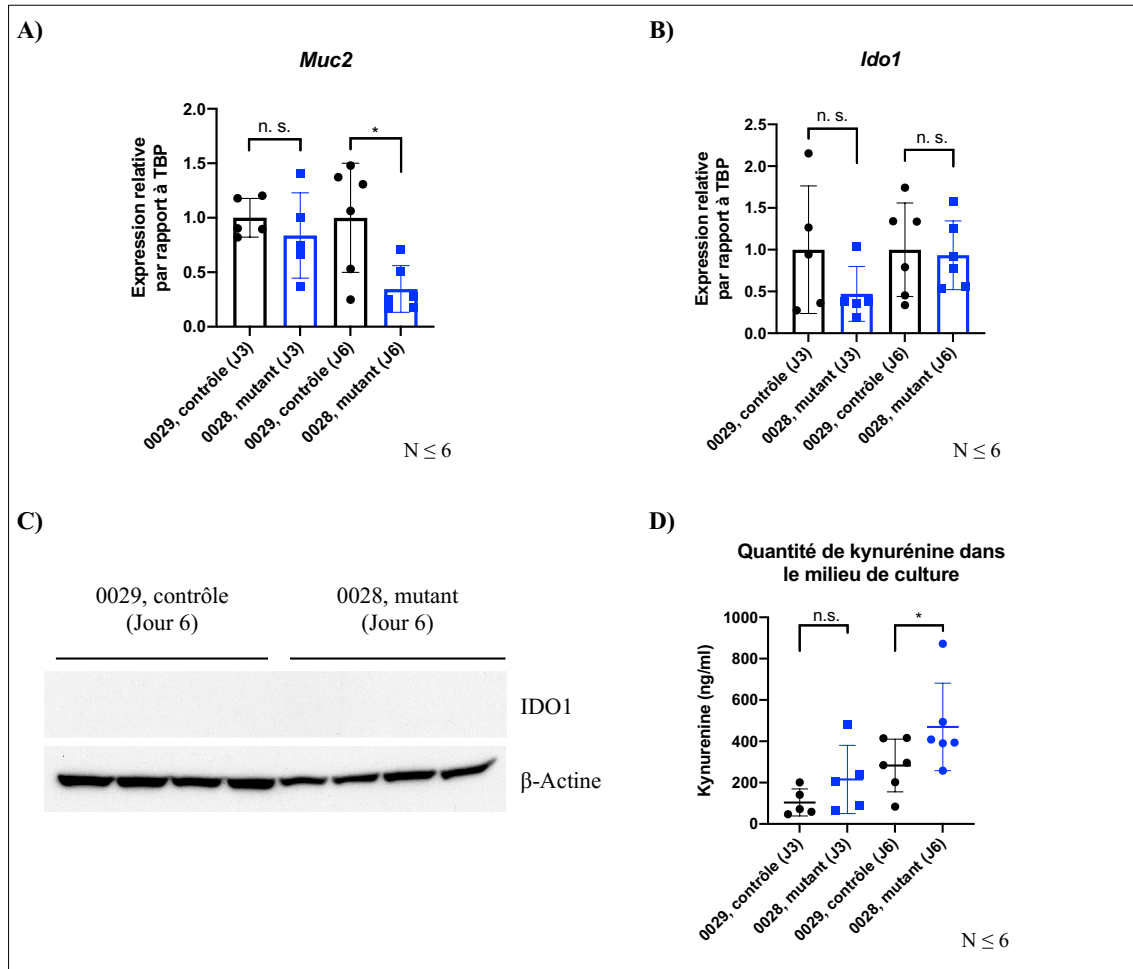 A)
Muc2
Expression relative
par rapport à TBP
2.0
1.5
1.0
0.5
0.0
n. s.
*
0029, contrôle (J3)
0028, mutant (J3)
0029, contrôle (J6)
0028, mutant (J6)
N ≤ 6
B)
Ido1
Expression relative
par rapport à TBP
2.5
2.0
1.5
1.0
0.5
0.0
n. s.
n. s.
0029, contrôle (J3)
0028, mutant (J3)
0029, contrôle (J6)
0028, mutant (J6)
N ≤ 6
C)
0029, contrôle
(Jour 6)
0028, mutant
(Jour 6)
IDO1
β-Actine
D)
Quantité de kynurénine dans
le milieu de culture
Kynurenine (ng/ml)
1000
800
600
400
200
0
n.s.
*
0029, contrôle (J3)
0028, mutant (J3)
0029, contrôle (J6)
0028, mutant (J6)
N ≤ 6